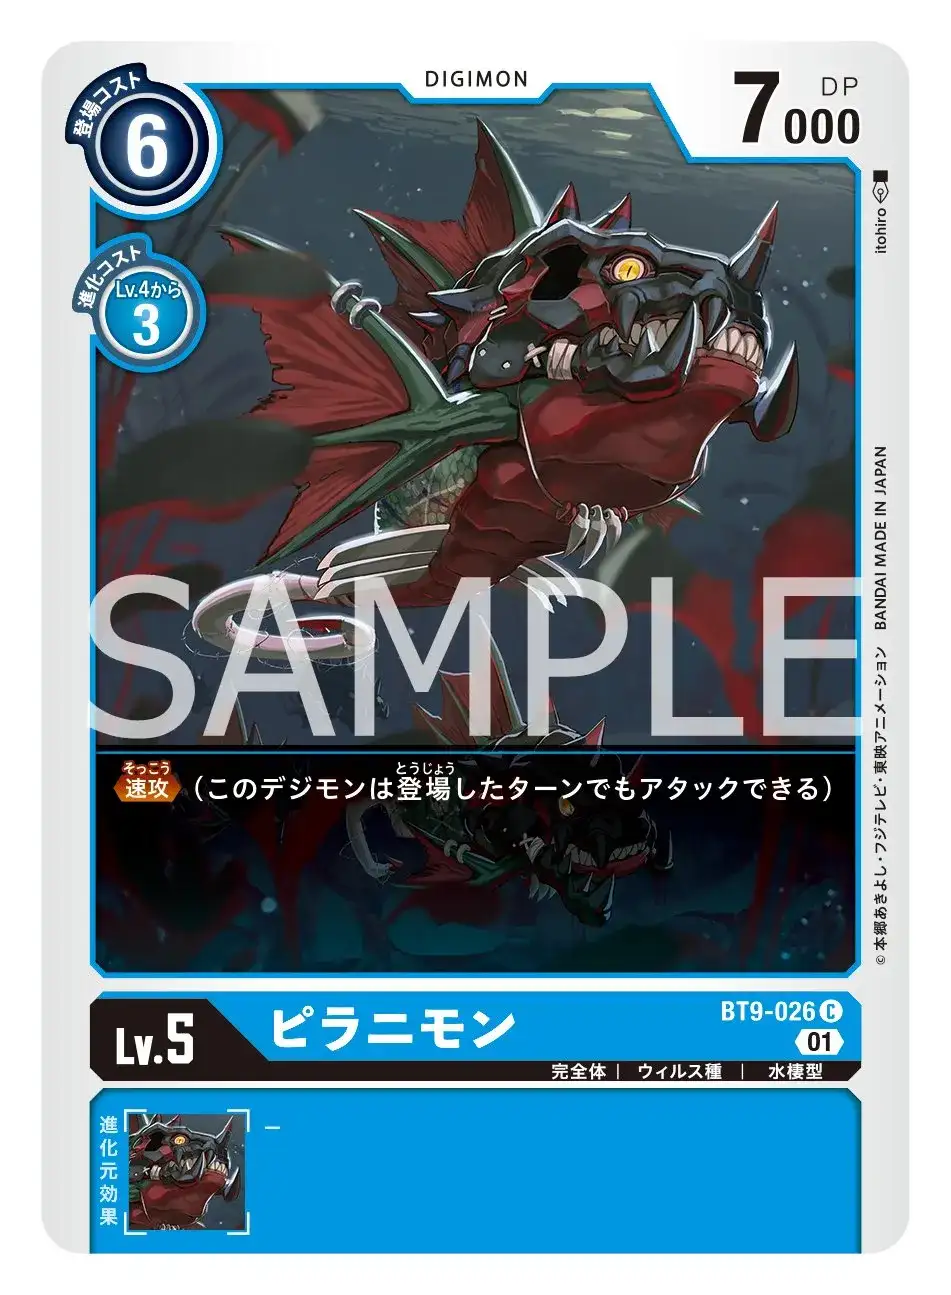 DIGIMON
登場コスト
6
7000
DP
進化コスト
Lv.4から
3
itohiro
BANDAI MADE IN JAPAN
©本郷あきよし・フジテレビ・東映アニメーション
SAMPLE
そっこう とうじょう
速攻 (このデジモンは登場したターンでもアタックできる)
Lv.5
ピラニモン
BT9-026 C
01
完全体 | ウィルス種 | 水棲型
進化元効果
–